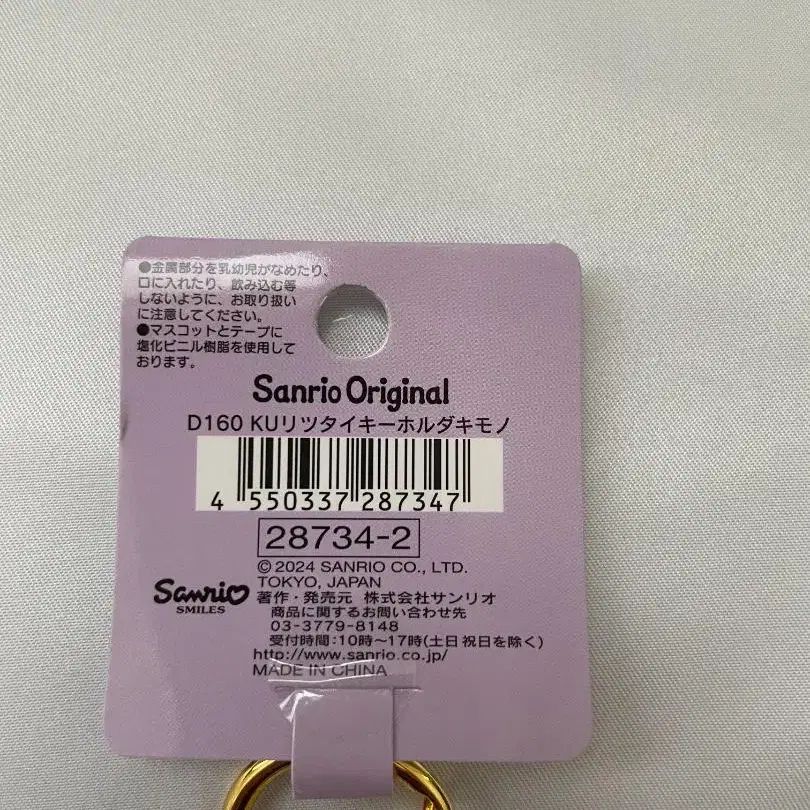 ●金属部分を乳幼児がなめたり、
口に入れたり、飲み込む等
しないように、お取り扱い
に注意してください。
●マスコットとテープに
塩化ビニル樹脂を使用して
おります。
Sanrio Original
D160 KUリツタイキーホルダキモノ
4 550337 287347
28734-2
© 2024 SANRIO CO., LTD.
TOKYO, JAPAN
Sanrio
SMILES
著作・発売元 株式会社サンリオ
商品に関するお問い合わせ先
03-3779-8148
受付時間:10時～17時(土日祝日を除く)
http://www.sanrio.co.jp/
MADE IN CHINA